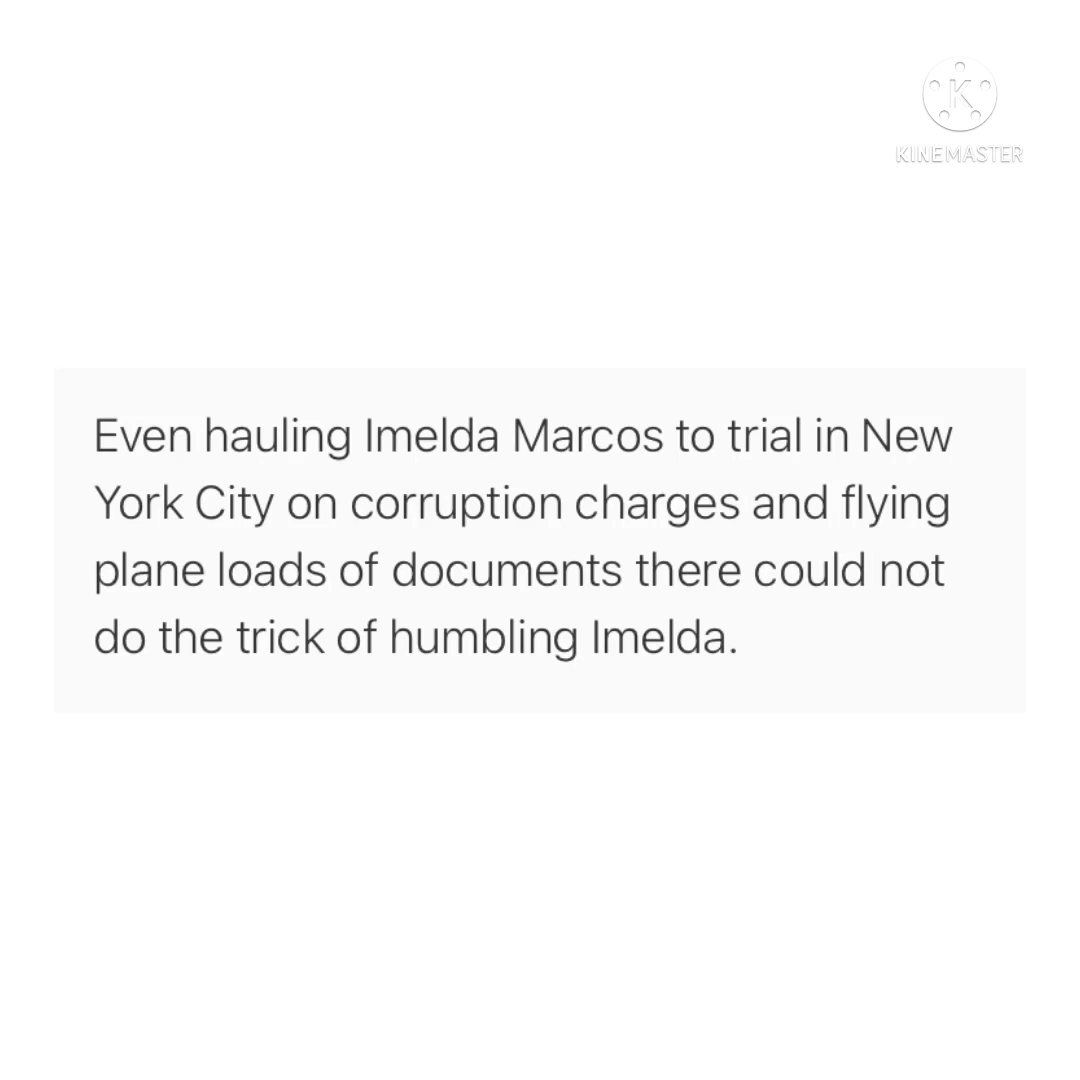 KINEMASTER
Even hauling Imelda Marcos to trial in New
York City on corruption charges and flying
plane loads of documents there could not
do the trick of humbling Imelda.